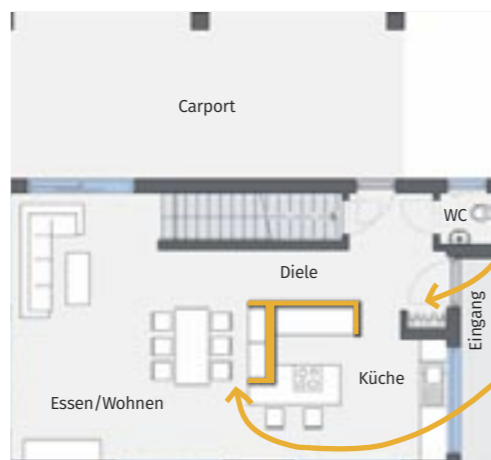 Carport
WC
Diele
Eingang
Küche
Essen/Wohnen